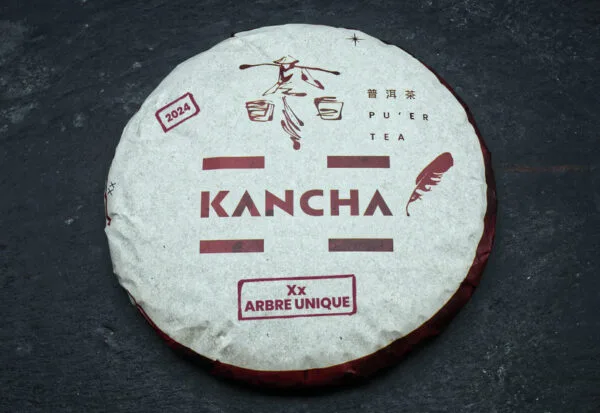 2024
普洱茶
PU'ER
TEA
KANCHA
Xx
ARBRE UNIQUE